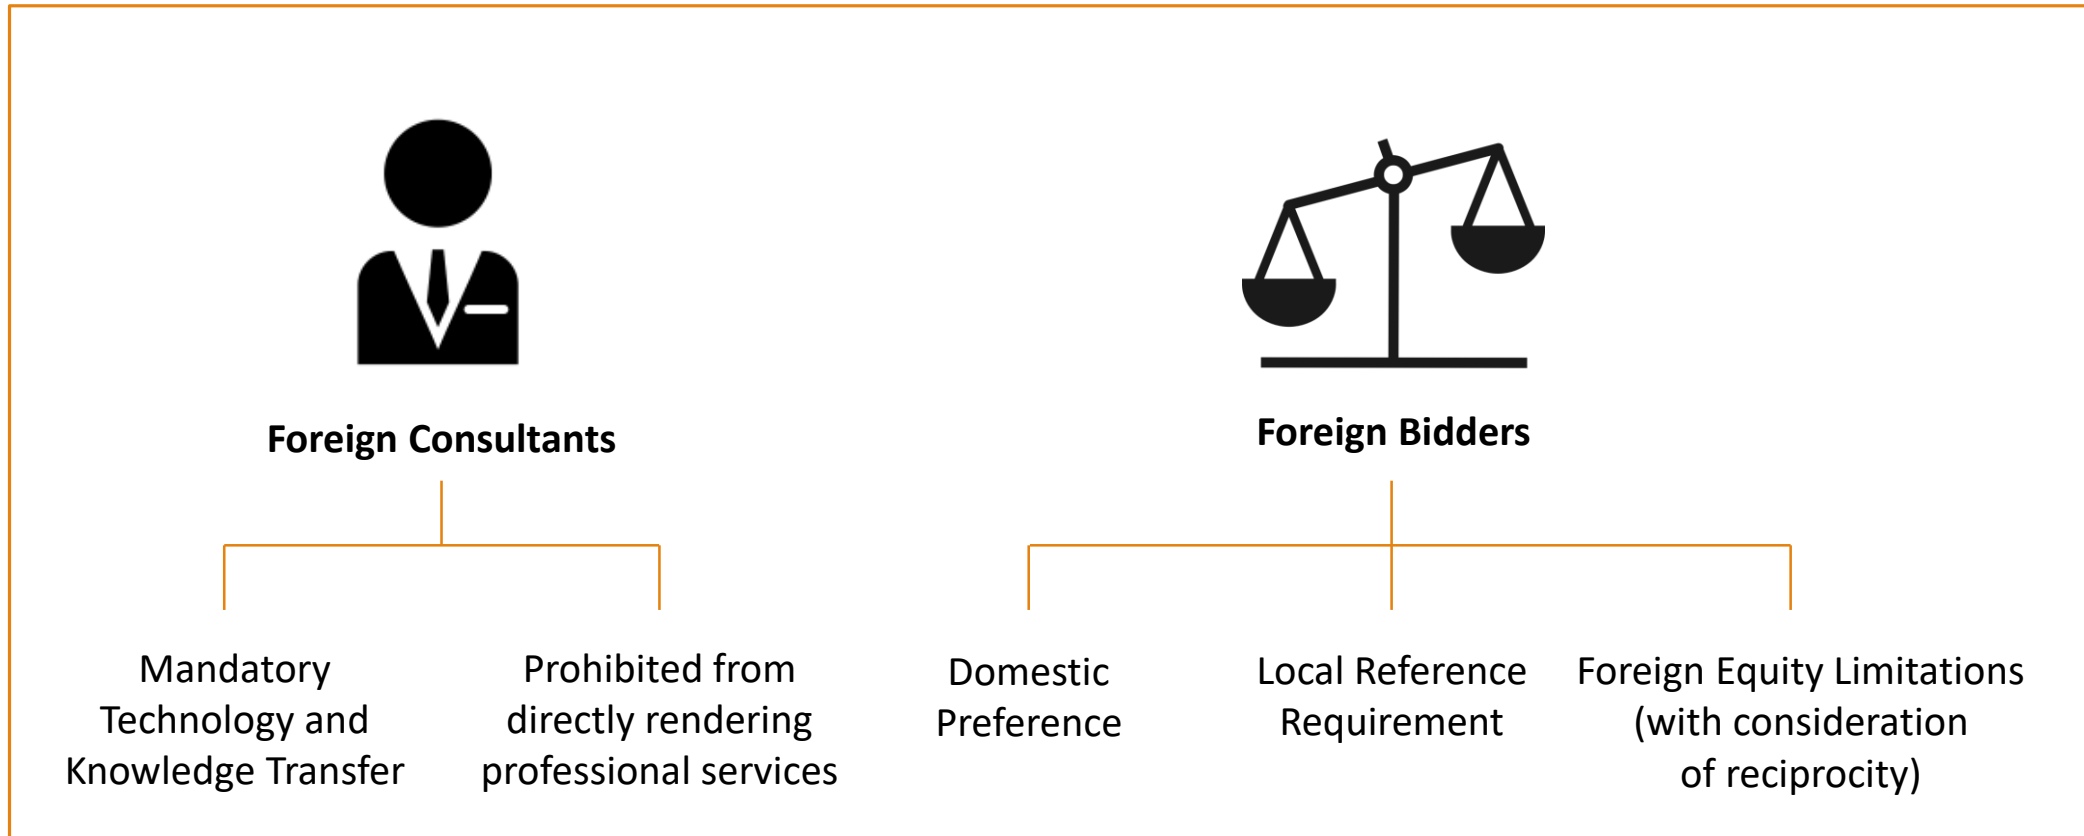 Foreign Consultants
Mandatory
Technology and
Knowledge Transfer
Prohibited from
directly rendering
professional services
Foreign Bidders
Domestic
Preference
Local Reference
Requirement
Foreign Equity Limitations
(with consideration
of reciprocity)